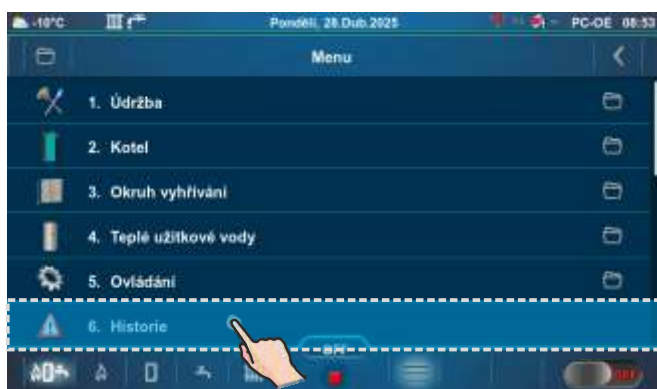 -10°C Pondělí, 28.Dub.2025 PC-OE 08:53
Menu
1. Údržba
2. Kotel
3. Okruh vyhřívání
4. Teplé užitkové vody
5. Ovládání
6. Historie
OFF